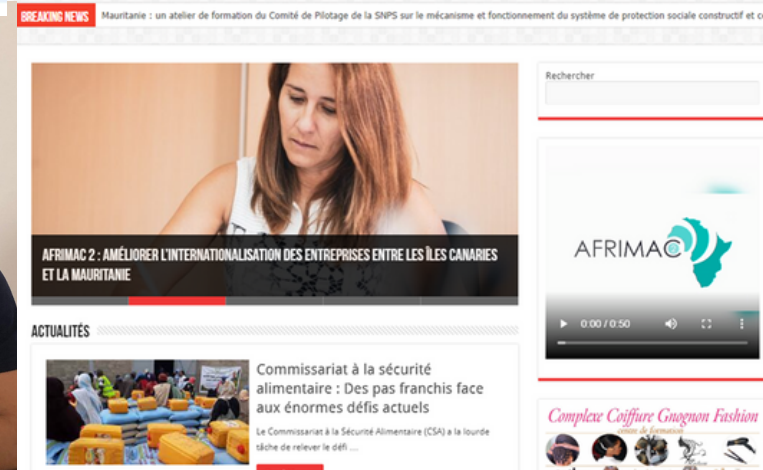 BREAKING NEWS
Mauritanie : un atelier de formation du Comité de Pilotage de la SNPS sur le mécanisme et fonctionnement du système de protection sociale constructif et
AFRIMAC 2 : AMÉLIORER L'INTERNATIONALISATION DES ENTREPRISES ENTRE LES ÎLES CANARIES
ET LA MAURITANIE
ACTUALITÉS
Commissariat à la sécurité
alimentaire : Des pas franchis face
aux énormes défis actuels
Le Commissariat à la Sécurité Alimentaire (CSA) a la lourde
tâche de relever le défi ....
Rechercher
AFRIMAC
0:00 / 0:50
Complexe Coiffure Gnognon Fashion
centre de formation